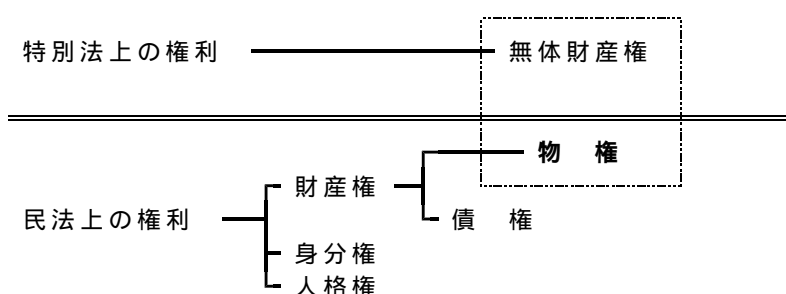 特別法上の権利 無体財産権
物 権
財産権
債 権
民法上の権利
身分権
人格権